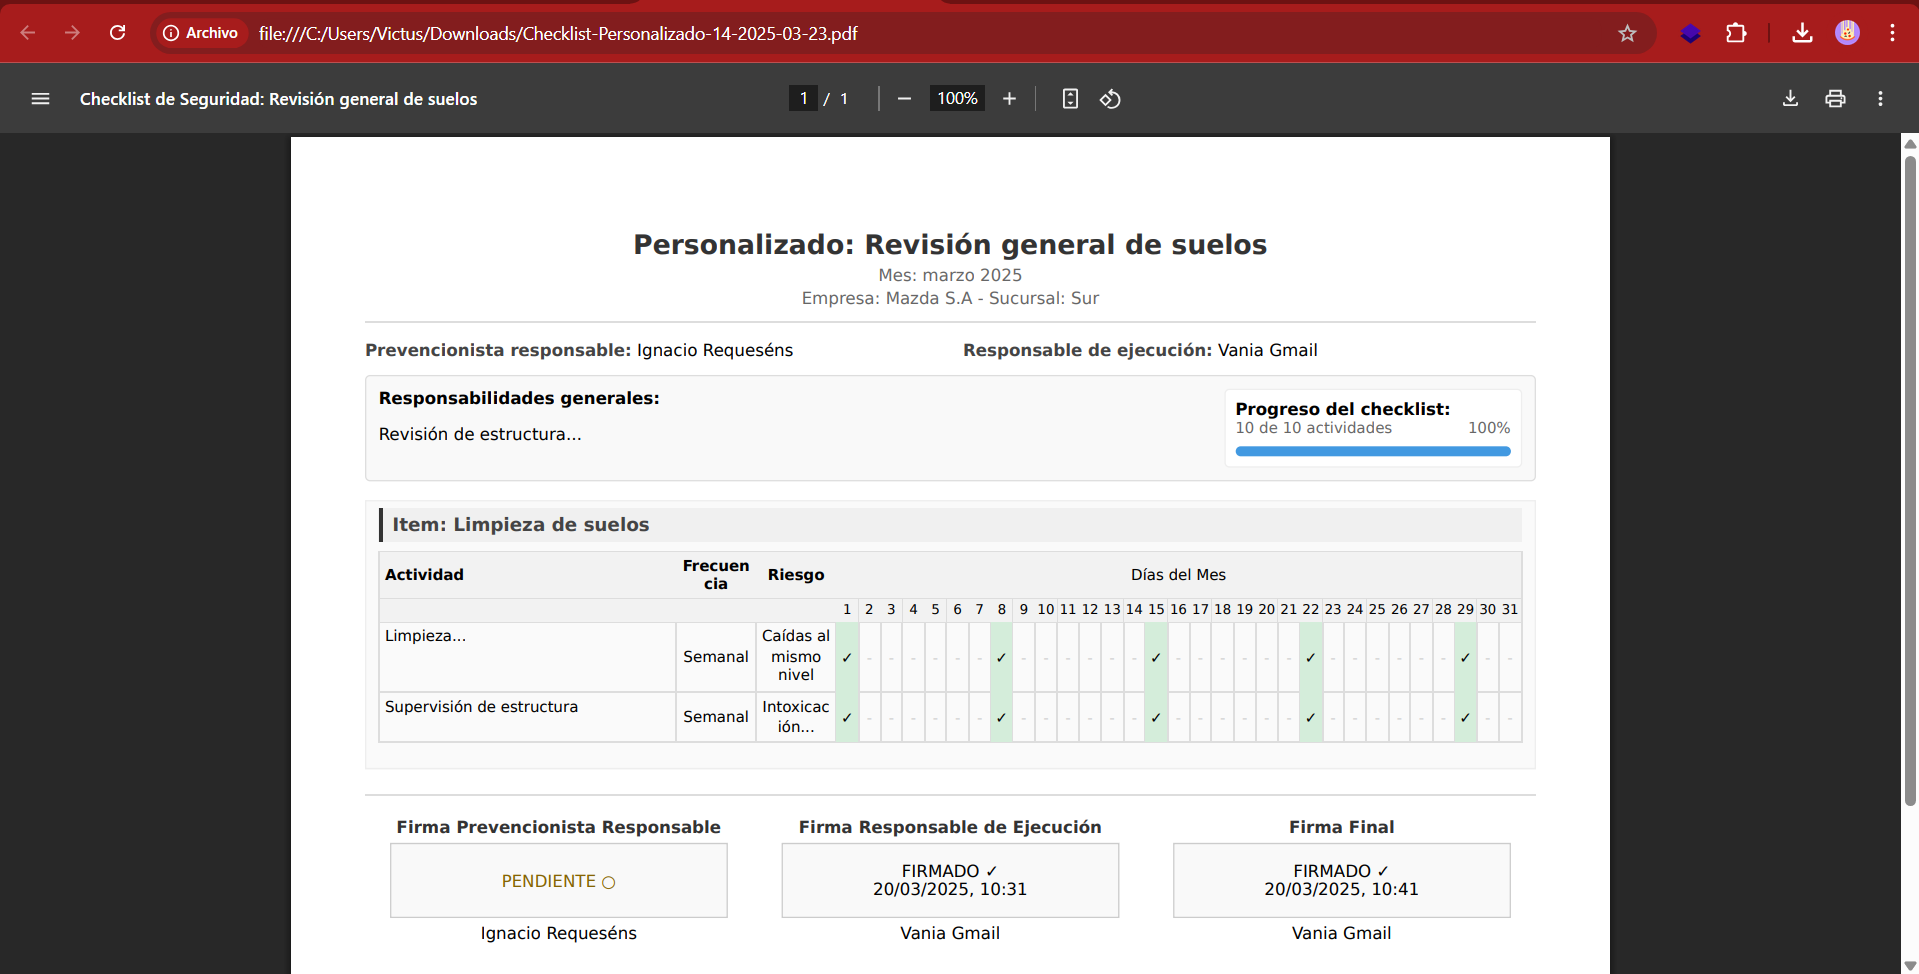 Archivo file:///C:/Users/Victus/Downloads/Checklist-Personalizado-14-2025-03-23.pdf
Checklist de Seguridad: Revisión general de suelos 1 / 1 100%
Personalizado: Revisión general de suelos
Mes: marzo 2025
Empresa: Mazda S.A - Sucursal: Sur
Prevencionista responsable: Ignacio Requeséns Responsable de ejecución: Vania Gmail
Responsabilidades generales:
Revisión de estructura...
Progreso del checklist:
10 de 10 actividades 100%
Item: Limpieza de suelos
Actividad Frecuen
cia Riesgo Días del Mes
1 2 3 4 5 6 7 8 9 10 11 12 13 14 15 16 17 18 19 20 21 22 23 24 25 26 27 28 29 30 31
Limpieza... Semanal Caídas al
mismo
nivel ✓ - - - - - - ✓ - - - - - - ✓ - - - - - - ✓ - - - - - - ✓ - -
Supervisión de estructura Semanal Intoxicac
ión... ✓ - - - - - - ✓ - - - - - - ✓ - - - - - - ✓ - - - - - - ✓ - -
Firma Prevencionista Responsable
PENDIENTE ○
Ignacio Requeséns
Firma Responsable de Ejecución
FIRMADO ✓
20/03/2025, 10:31
Vania Gmail
Firma Final
FIRMADO ✓
20/03/2025, 10:41
Vania Gmail